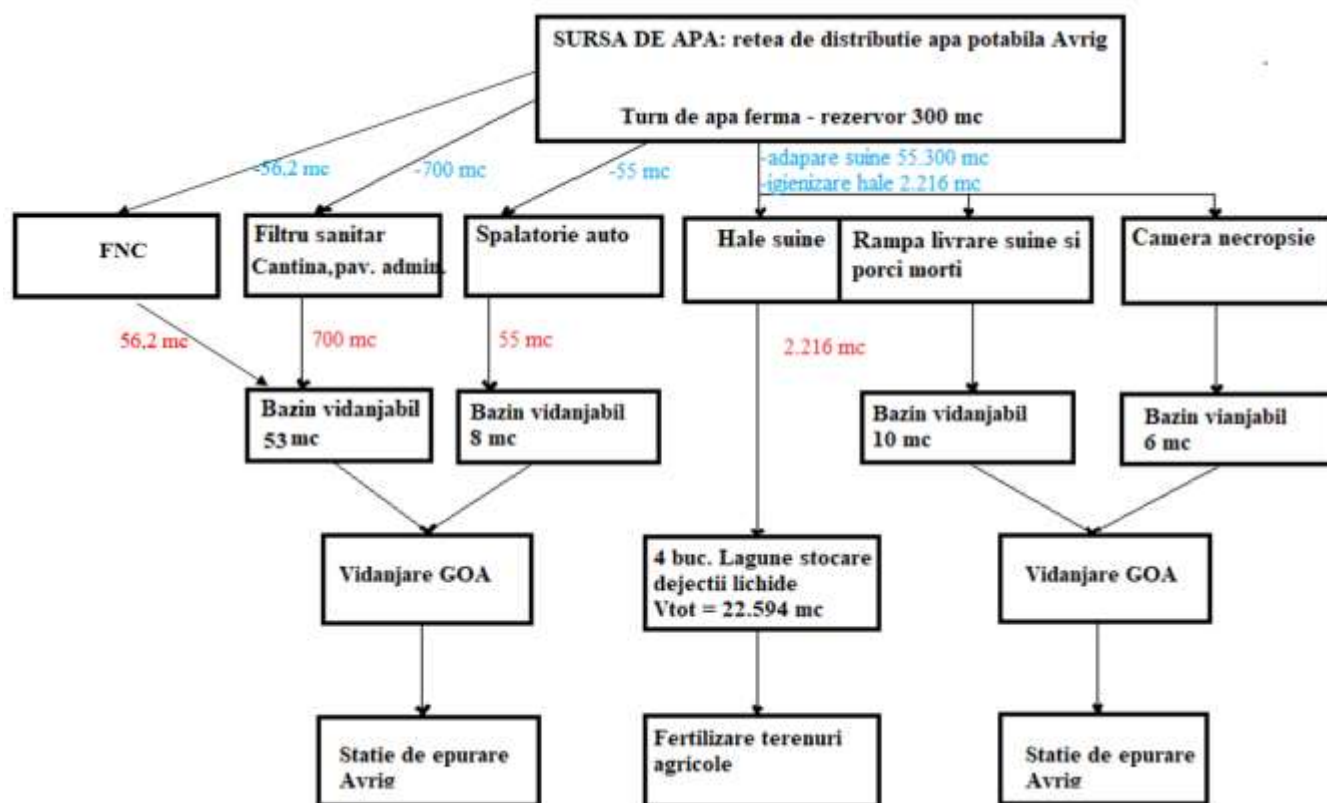 SURSA DE APA: retea de distributie apa potabila Avrig
Turn de apa ferma - rezervor 300 mc
-56,2 mc
-700 mc
-55 mc
-adapare suine 55.300 mc
-igienizare hale 2.216 mc
FNC
Filtru sanitar
Cantina,pav. admin.
Spalatorie auto
Hale suine
Rampa livrare suine si
porci morti
Camera necropsie
56,2 mc
700 mc
55 mc
2.216 mc
Bazin vidanjabil
53 mc
Bazin vidanjabil
8 mc
Bazin vidanjabil
10 mc
Bazin vianjabil
6 mc
Vidanjare GOA
4 buc. Lagune stocare
dejectii lichide
Vtot = 22.594 mc
Vidanjare GOA
Statie de epurare
Avrig
Fertilizare terenuri
agricole
Statie de epurare
Avrig